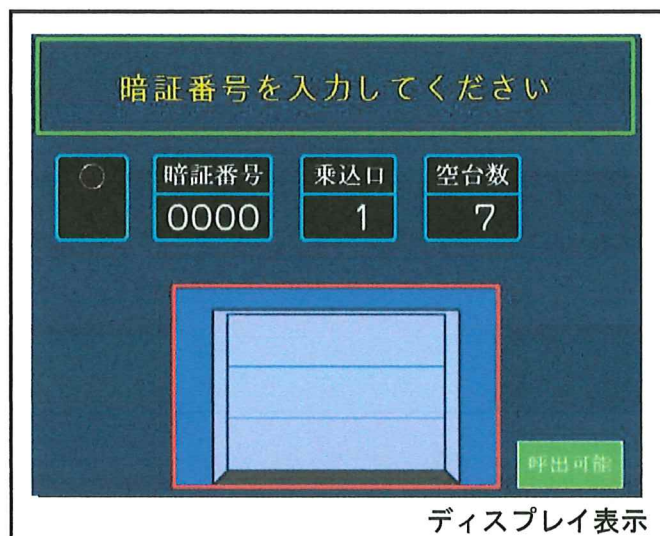 暗証番号を入力してください
○
暗証番号
0000
乗込口
1
空台数
7
呼出可能
ディスプレイ表示